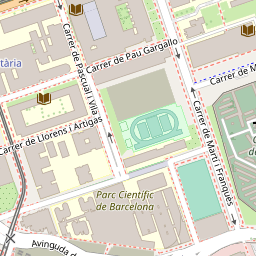 Carrer de Pau Gargallo
tària
Carrer de Pascual i Vila
Carrer de M
Carrer de Llorens i Artigas
Carrer de Martí i Franquès
C
Parc Científic
de Barcelona
Avinguda d